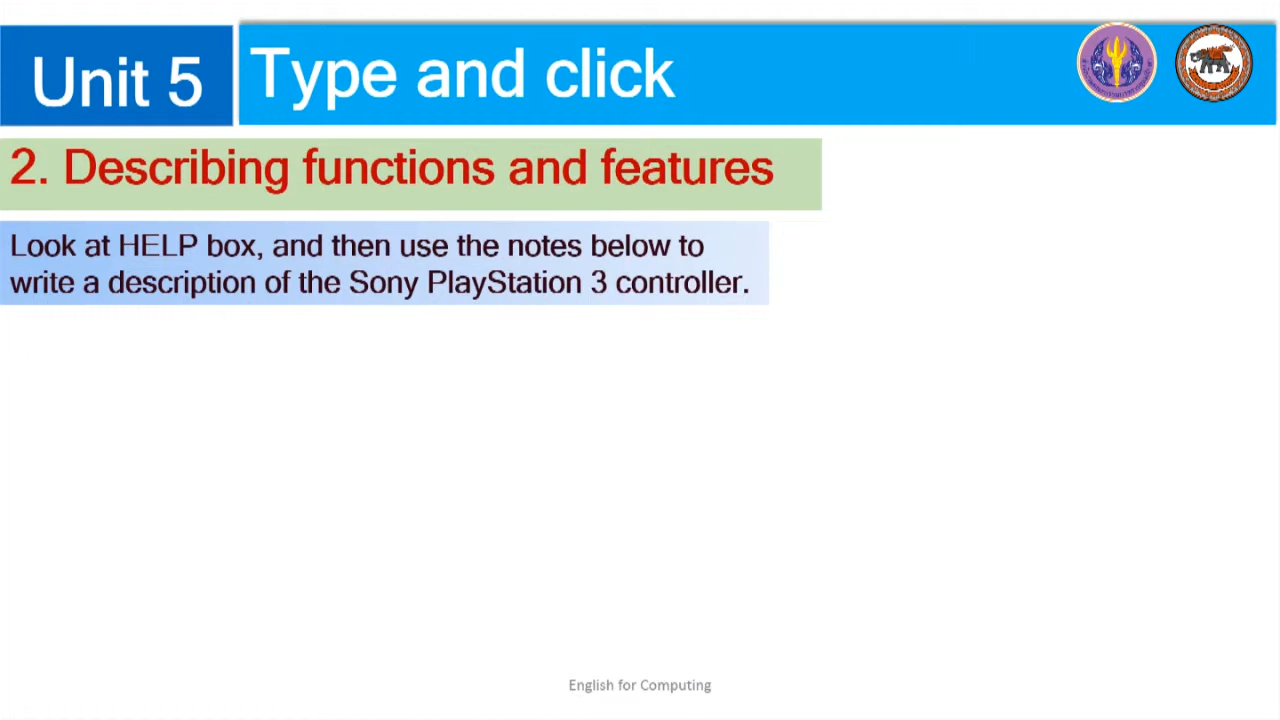 Unit 5
Type and click
2. Describing functions and features
Look at HELP box, and then use the notes below to
write a description of the Sony PlayStation 3 controller.
English for Computing